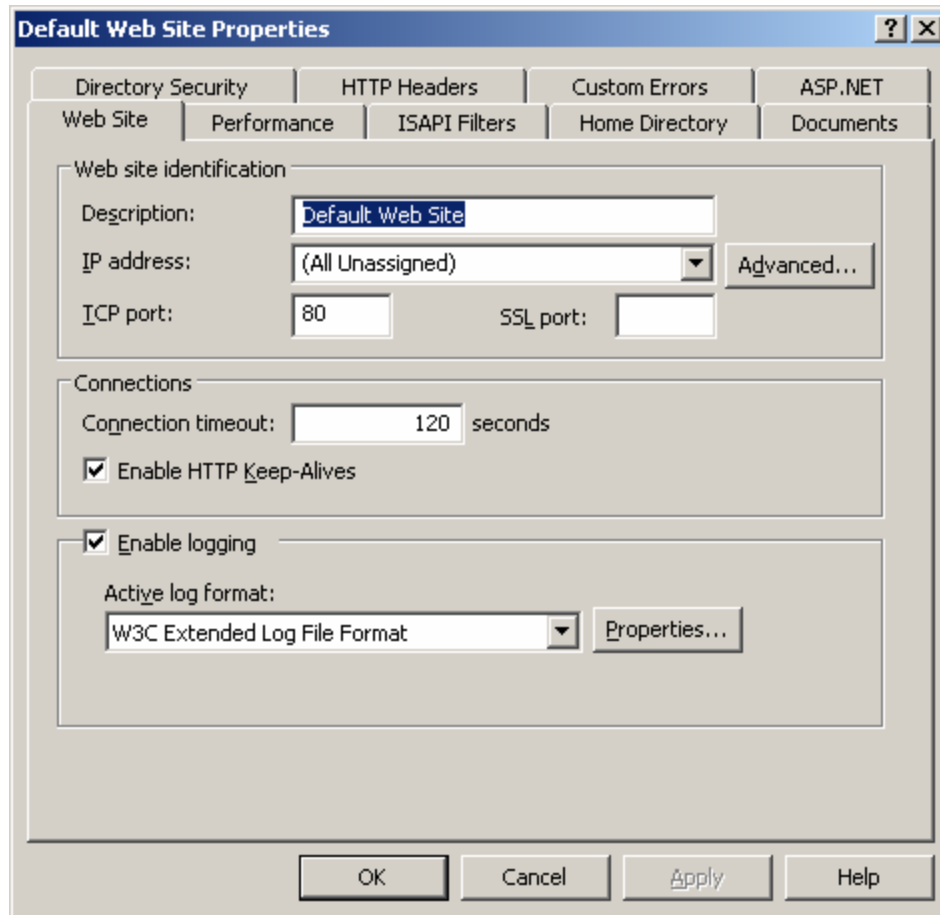 Default Web Site Properties
Directory Security HTTP Headers Custom Errors ASP.NET
Web Site Performance ISAPI Filters Home Directory Documents
Web site identification
Description: Default Web Site
IP address: (All Unassigned) Advanced...
TCP port: 80 SSL port:
Connections
Connection timeout: 120 seconds
Enable HTTP Keep-Alives
Enable logging
Active log format:
W3C Extended Log File Format Properties...
OK Cancel Apply Help